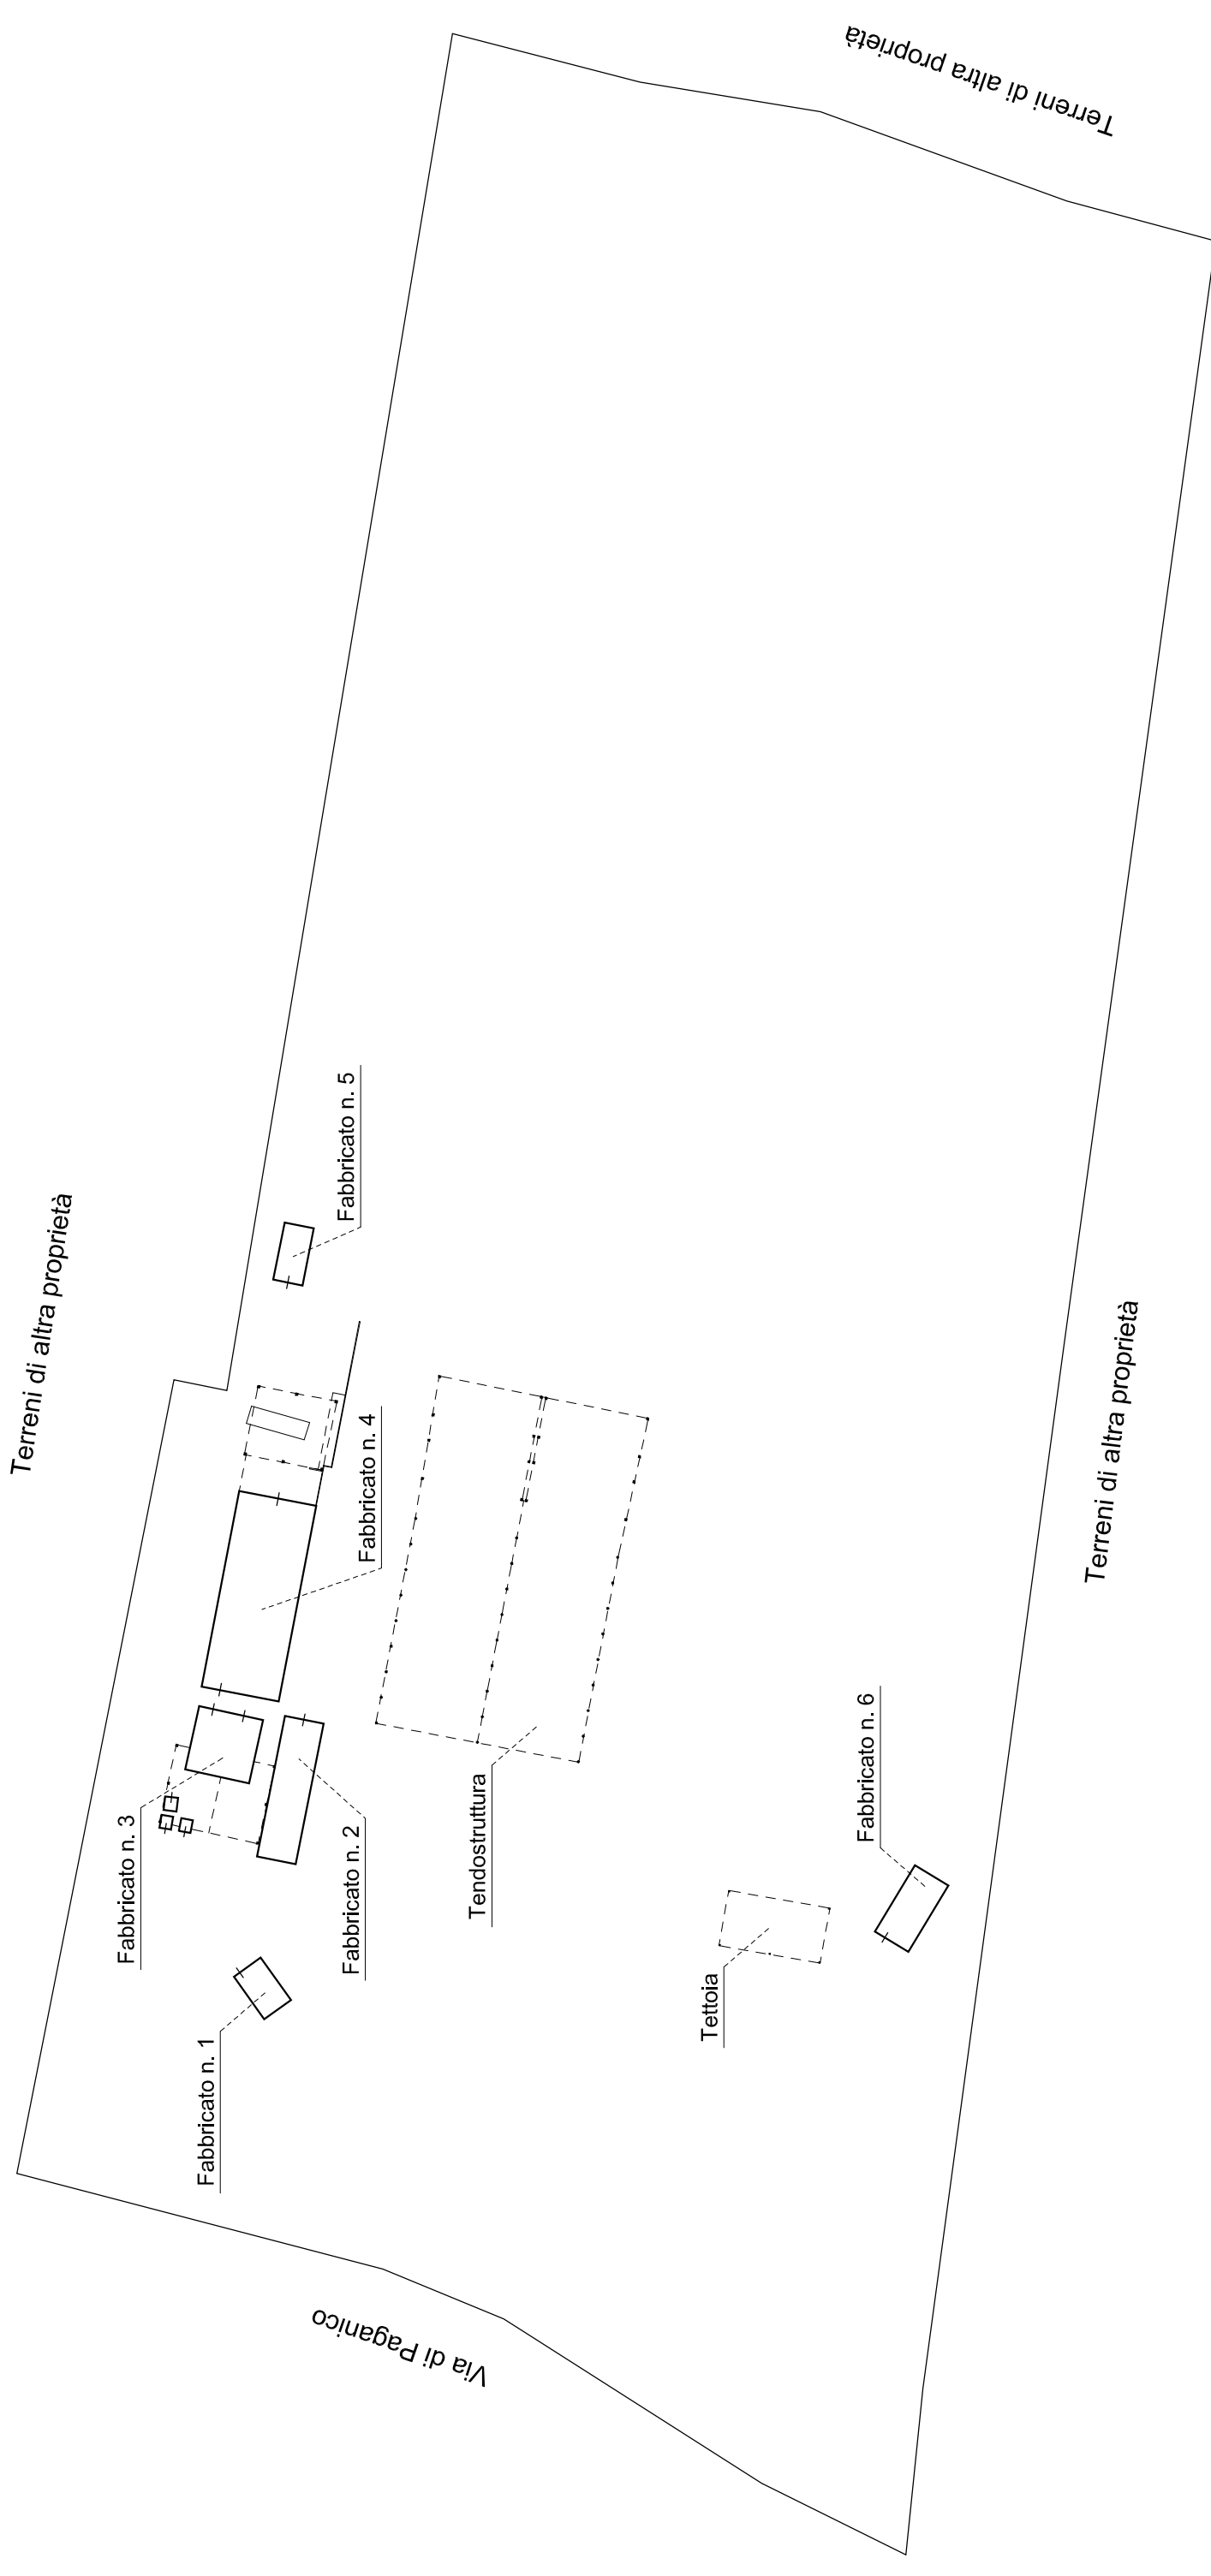 Terreni di altra proprietà
Terreni di altra proprietà
Fabbricato n. 5
Terreni di altra proprietà
Fabbricato n. 4
Fabbricato n. 6
Fabbricato n. 3
Tendostruttura
Fabbricato n. 2
Tettoia
Fabbricato n. 1
Via di Paganico